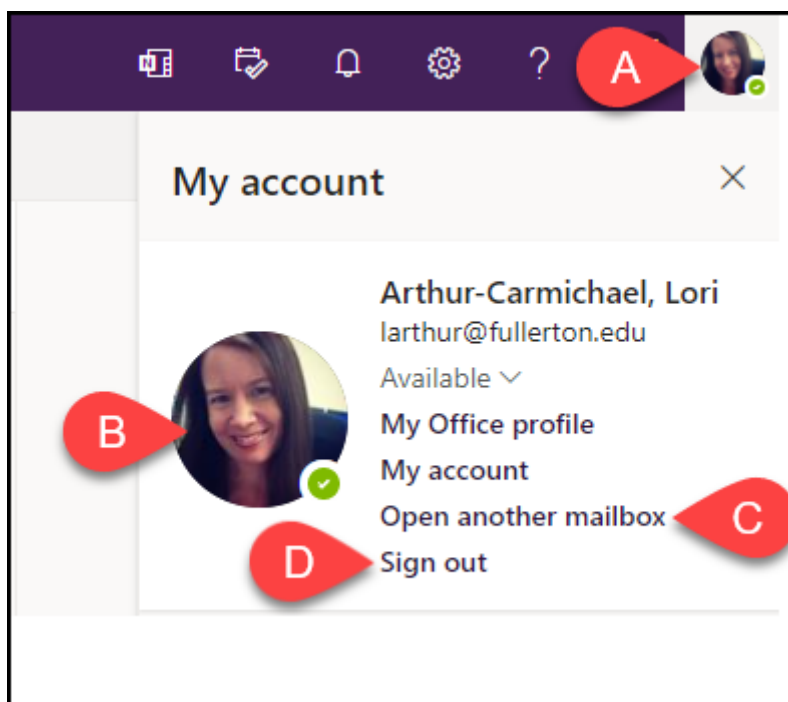 N
?
A
My account
Arthur-Carmichael, Lori
larthur@fullerton.edu
Available
B
My Office profile
My account
Open another mailbox
C
D
Sign out